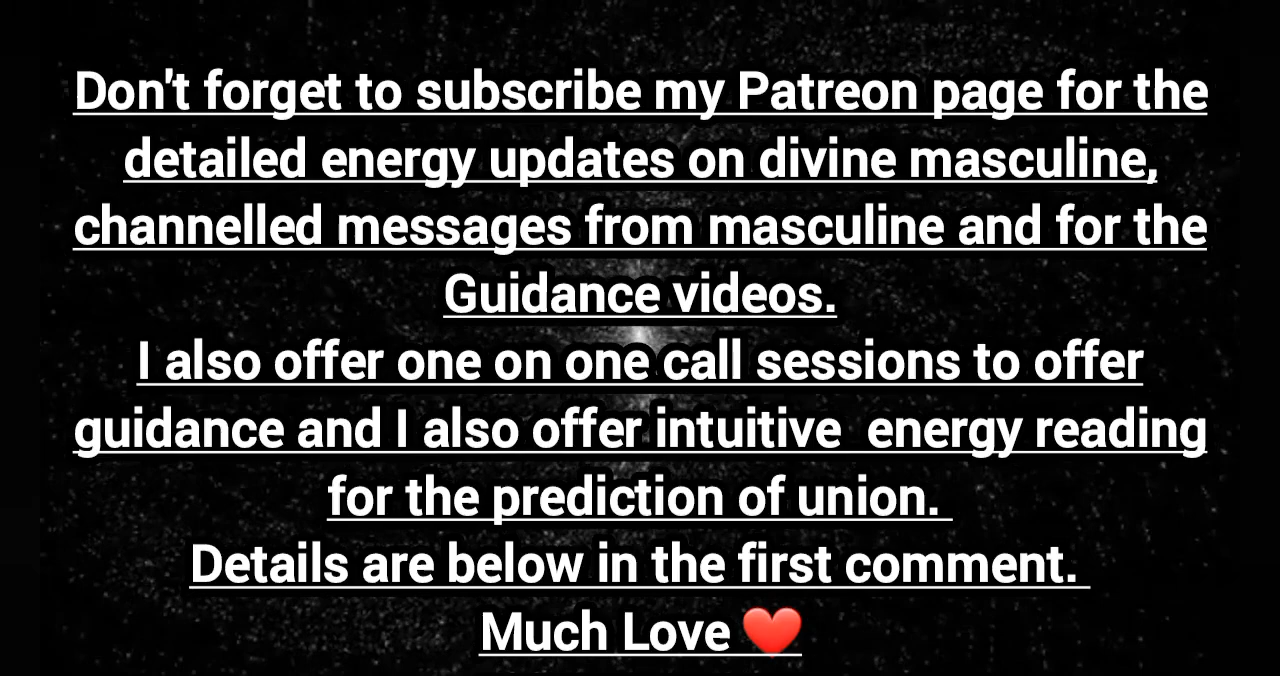 Don't forget to subscribe my Patreon page for the
detailed energy updates on divine masculine,
channelled messages from masculine and for the
Guidance videos.
I also offer one on one call sessions to offer
guidance and I also offer intuitive  energy reading
for the prediction of union.
Details are below in the first comment.
Much Love ❤️